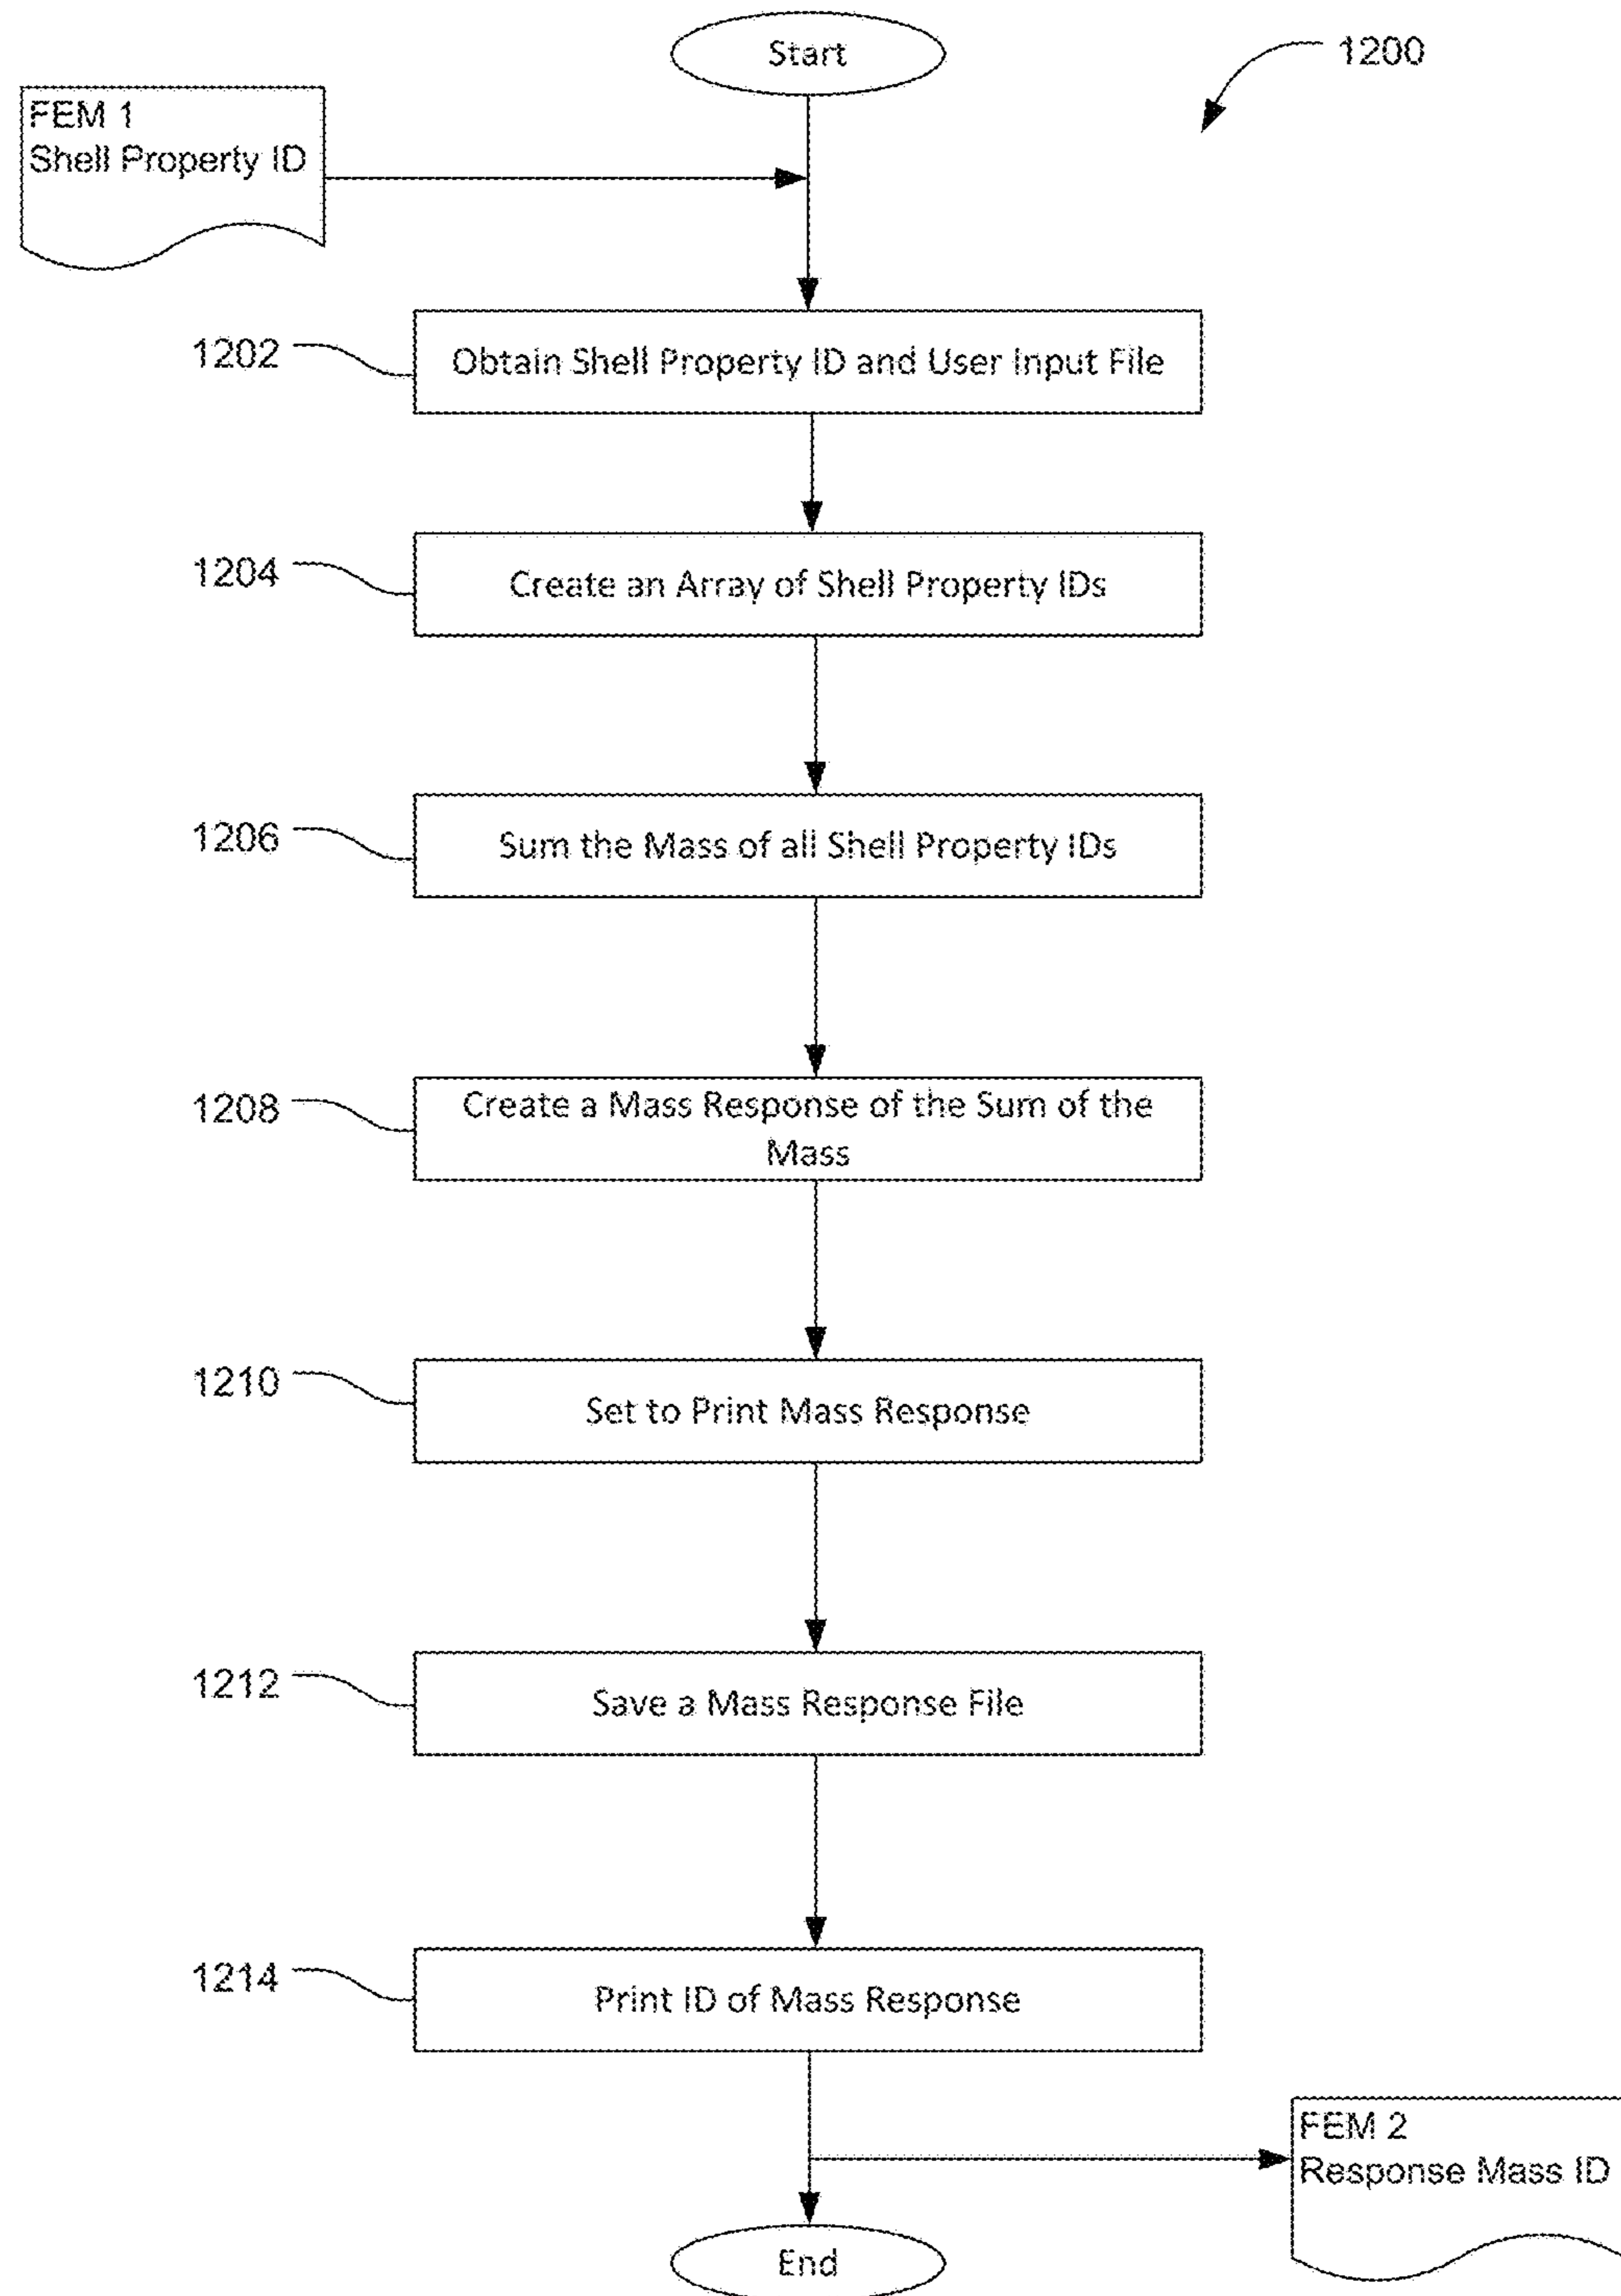 Start
1200
FEM 1
Shell Property ID
1202
Obtain Shell Property ID and User Input File
1204
Create an Array of Shell Property IDs
1206
Sum the Mass of all Shell Property IDs
1208
Create a Mass Response of the Sum of the
Mass
1210
Set to Print Mass Response
1212
Save a Mass Response File
1214
Print ID of Mass Response
FEM 2
Response Mass ID
End